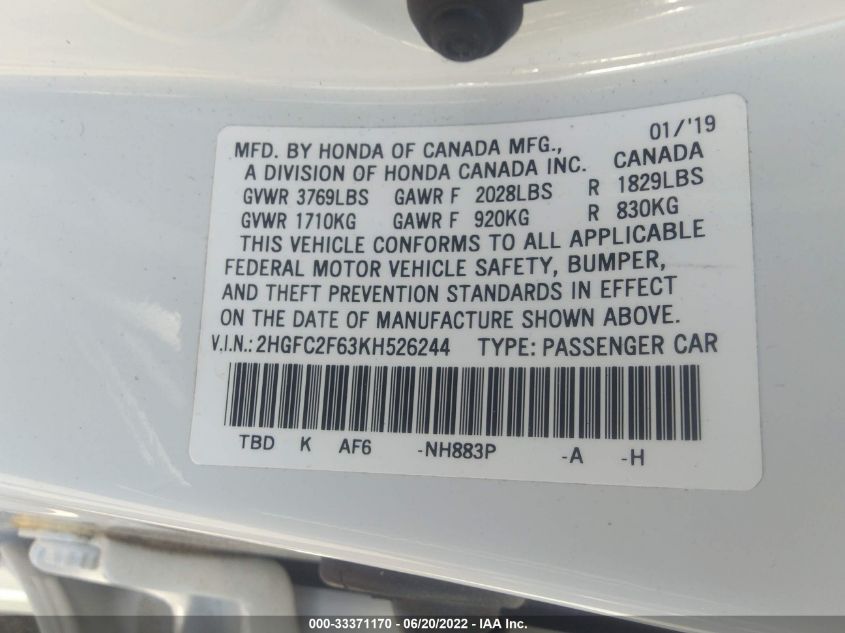 01/'19
MFD. BY HONDA OF CANADA MFG.,
A DIVISION OF HONDA CANADA INC. CANADA
GVWR 3769LBS GAWR F 2028LBS R 1829LBS
GVWR 1710KG GAWR F 920KG R 830KG
THIS VEHICLE CONFORMS TO ALL APPLICABLE
FEDERAL MOTOR VEHICLE SAFETY, BUMPER,
AND THEFT PREVENTION STANDARDS IN EFFECT
ON THE DATE OF MANUFACTURE SHOWN ABOVE.
V.I.N.: 2HGFC2F63KH526244 TYPE: PASSENGER CAR
TBD K AF6 -NH883P -A -H
000-33371170 - 06/20/2022 - IAA Inc.